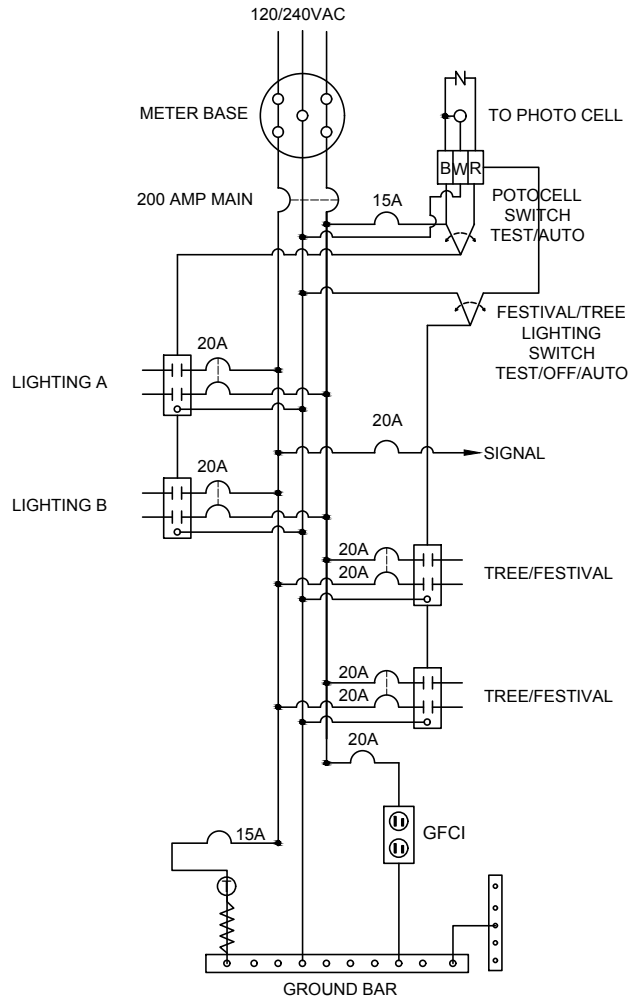 120/240VAC
METER BASE
N
TO PHOTO CELL
BWR
200 AMP MAIN
15A
POTOCELL
SWITCH
TEST/AUTO
FESTIVAL/TREE
LIGHTING
SWITCH
TEST/OFF/AUTO
20A
LIGHTING A
20A
SIGNAL
20A
LIGHTING B
20A
20A
TREE/FESTIVAL
20A
20A
TREE/FESTIVAL
20A
15A
GFCI
T
GROUND BAR